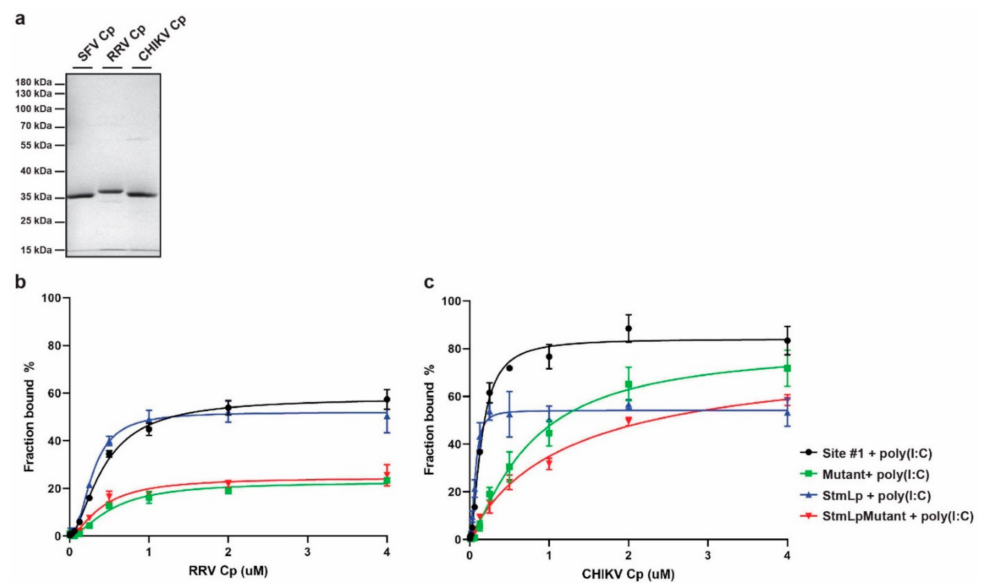 a
SFV Cp
RRV Cp
CHIKV Cp
180 kDa
130 kDa
100 kDa
70 kDa
55 kDa
40 kDa
35 kDa
25 kDa
15 kDa
b
100
80
60
40
20
0
Fraction bound %
0 1 2 3 4
RRV Cp (uM)
c
100
80
60
40
20
0
Fraction bound %
0 1 2 3 4
CHIKV Cp (uM)
Site #1 + poly(I:C)
Mutant+ poly(I:C)
StmLp + poly(I:C)
StmLpMutant + poly(I:C)